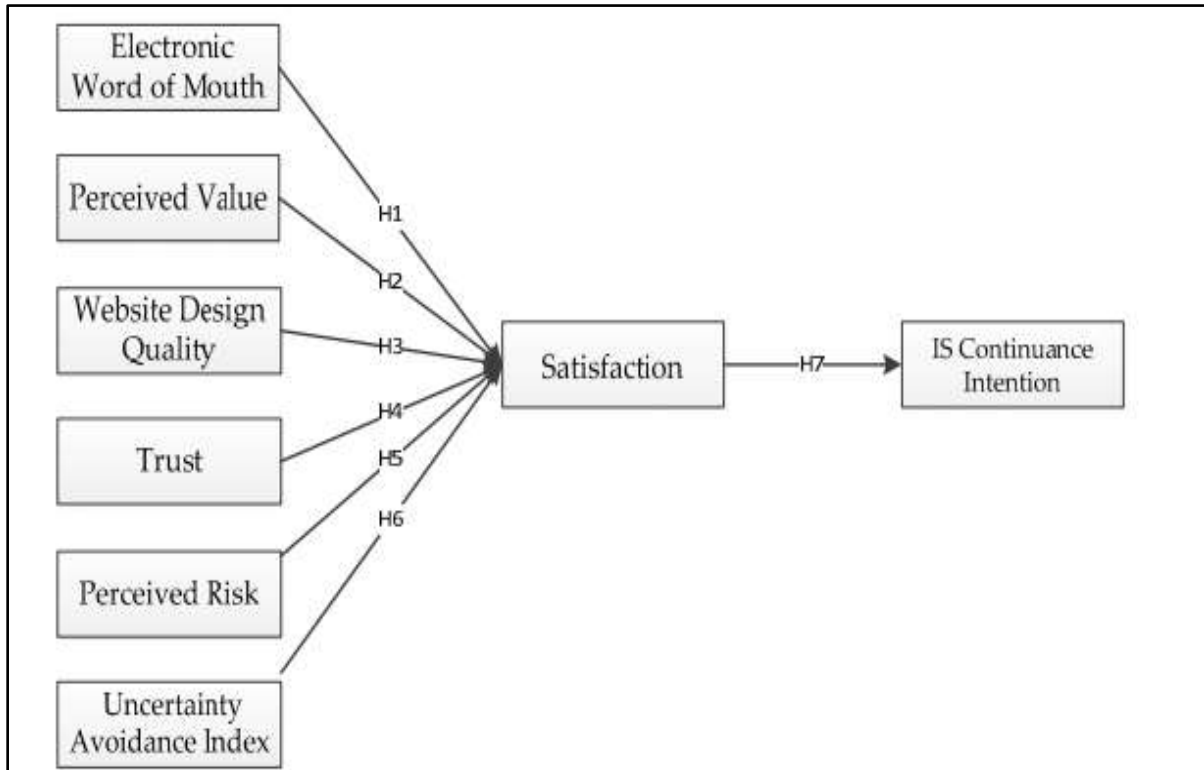 Electronic
Word of Mouth
Perceived Value
Website Design
Quality
Trust
Perceived Risk
Uncertainty
Avoidance Index
H1
H2
H3
H4
H5
H6
Satisfaction
H7
IS Continuance
Intention